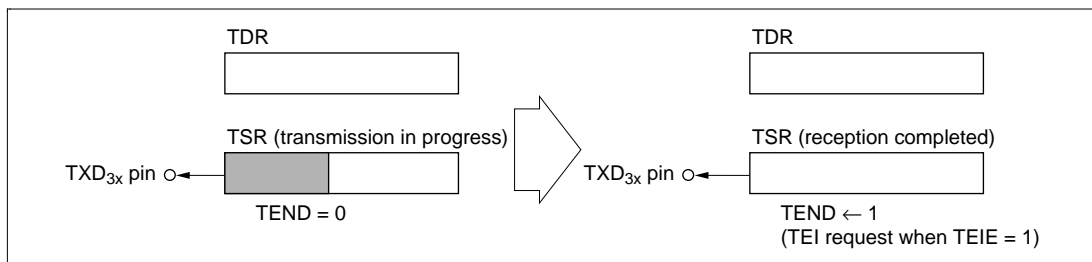 TDR
TSR (transmission in progress)
TXD3x pin
TEND = 0
TDR
TSR (reception completed)
TXD3x pin
TEND ← 1
(TEI request when TEIE = 1)